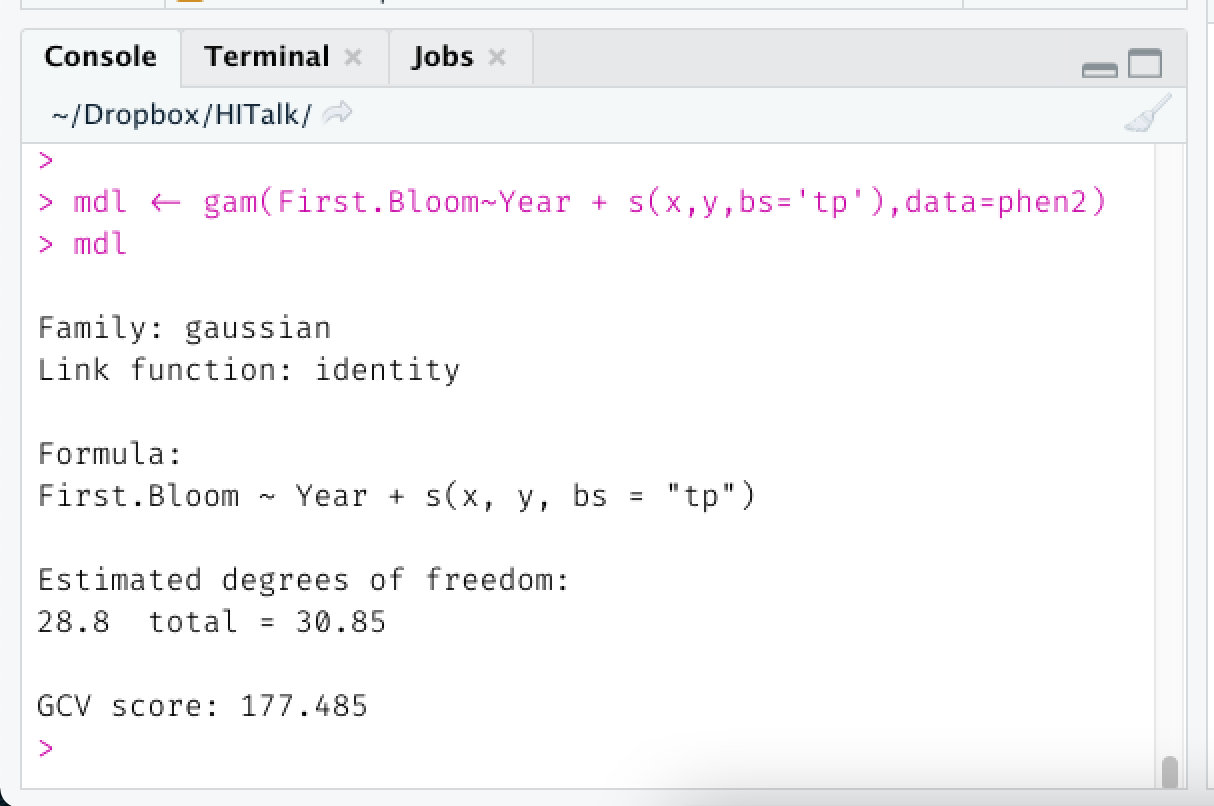 Console Terminal × Jobs ×
~/Dropbox/HITalk/
>
> mdl <- gam(First.Bloom~Year + s(x,y,bs='tp'),data=phen2)
> mdl
Family: gaussian
Link function: identity
Formula:
First.Bloom ~ Year + s(x, y, bs = "tp")
Estimated degrees of freedom:
28.8  total = 30.85
GCV score: 177.485
>